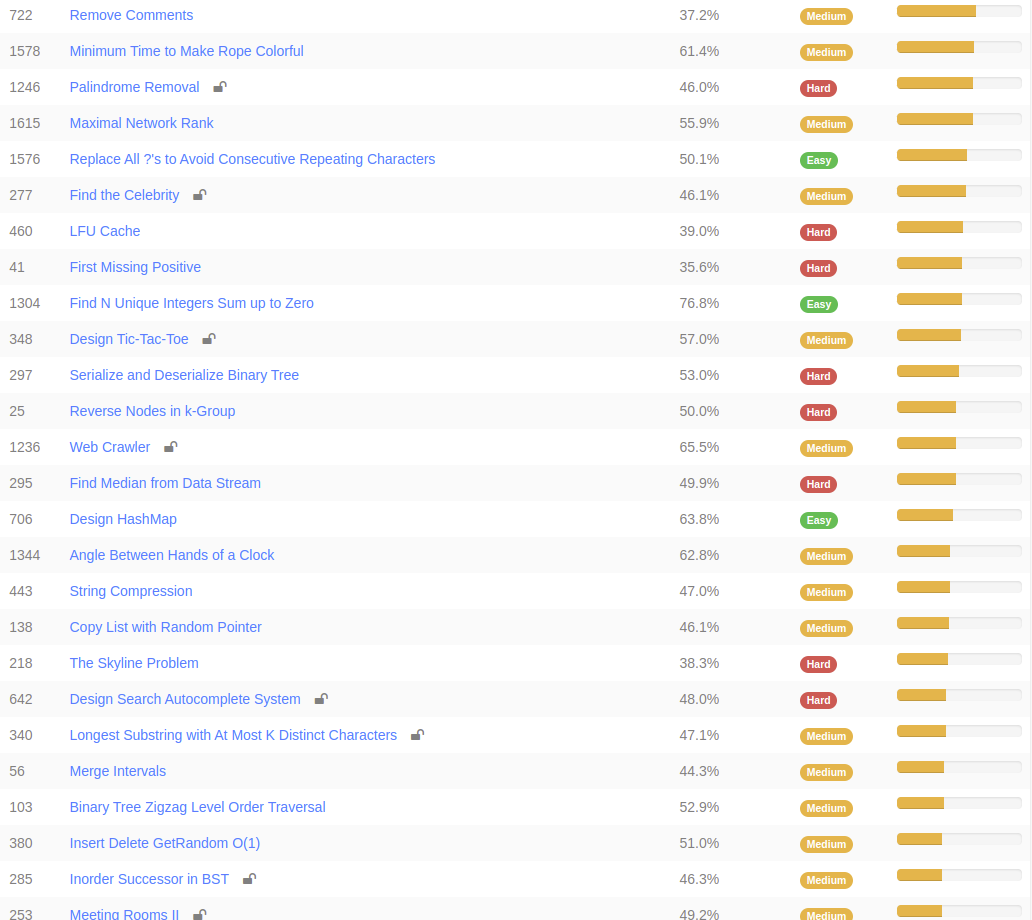 722 Remove Comments 37.2% Medium
1578 Minimum Time to Make Rope Colorful 61.4% Medium
1246 Palindrome Removal 46.0% Hard
1615 Maximal Network Rank 55.9% Medium
1576 Replace All ?'s to Avoid Consecutive Repeating Characters 50.1% Easy
277 Find the Celebrity 46.1% Medium
460 LFU Cache 39.0% Hard
41 First Missing Positive 35.6% Hard
1304 Find N Unique Integers Sum up to Zero 76.8% Easy
348 Design Tic-Tac-Toe 57.0% Medium
297 Serialize and Deserialize Binary Tree 53.0% Hard
25 Reverse Nodes in k-Group 50.0% Hard
1236 Web Crawler 65.5% Medium
295 Find Median from Data Stream 49.9% Hard
706 Design HashMap 63.8% Easy
1344 Angle Between Hands of a Clock 62.8% Medium
443 String Compression 47.0% Medium
138 Copy List with Random Pointer 46.1% Medium
218 The Skyline Problem 38.3% Hard
642 Design Search Autocomplete System 48.0% Hard
340 Longest Substring with At Most K Distinct Characters 47.1% Medium
56 Merge Intervals 44.3% Medium
103 Binary Tree Zigzag Level Order Traversal 52.9% Medium
380 Insert Delete GetRandom O(1) 51.0% Medium
285 Inorder Successor in BST 46.3% Medium
253 Meeting Rooms II 49.2% Medium